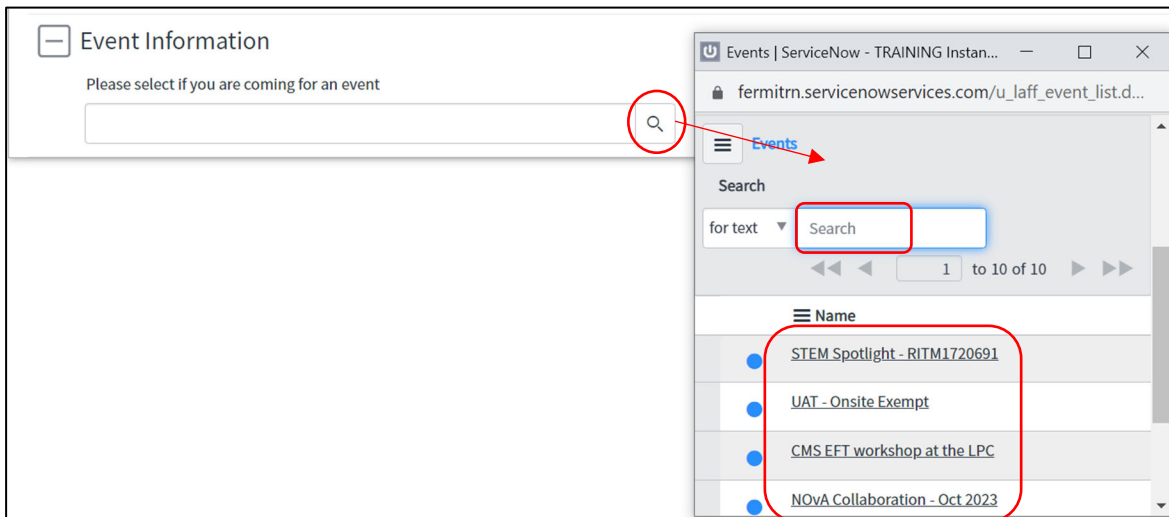 Event Information
Please select if you are coming for an event
Events | ServiceNow - TRAINING Instan...
fermitrn.servicenowservices.com/u_laff_event_list.d...
Events
Search
for text Search
1 to 10 of 10
Name
STEM Spotlight - RITM1720691
UAT - Onsite Exempt
CMS EFT workshop at the LPC
NOvA Collaboration - Oct 2023